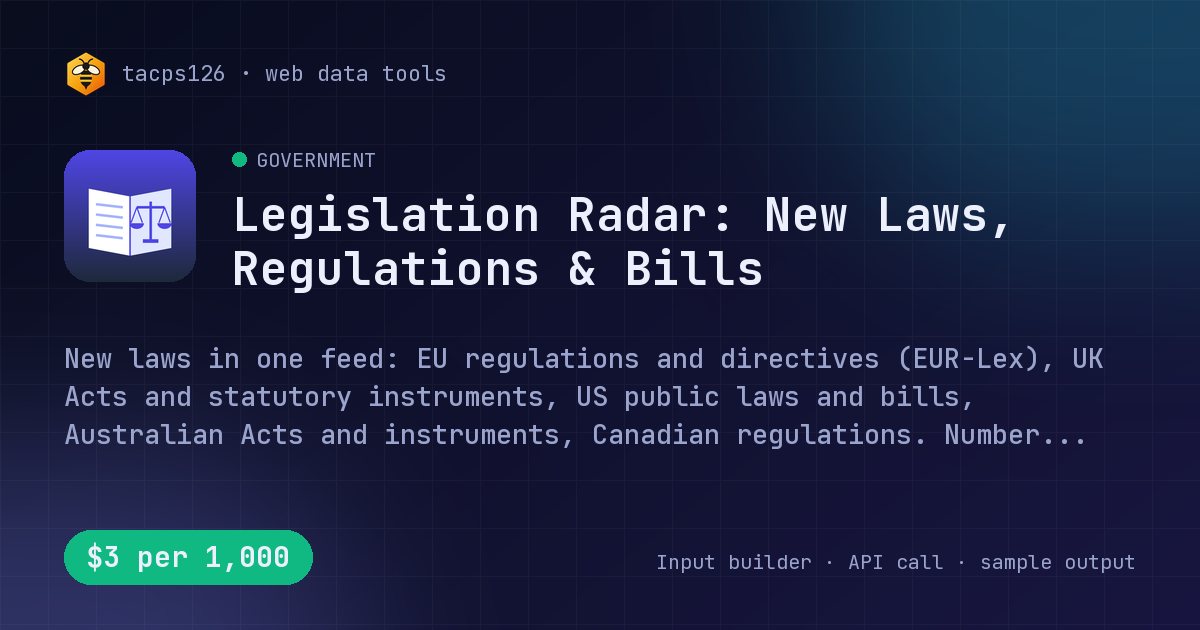 tacps126 · web data tools
GOVERNMENT
Legislation Radar: New Laws,
Regulations & Bills
New laws in one feed: EU regulations and directives (EUR-Lex), UK
Acts and statutory instruments, US public laws and bills,
Australian Acts and instruments, Canadian regulations. Number...
$3 per 1,000
Input builder · API call · sample output